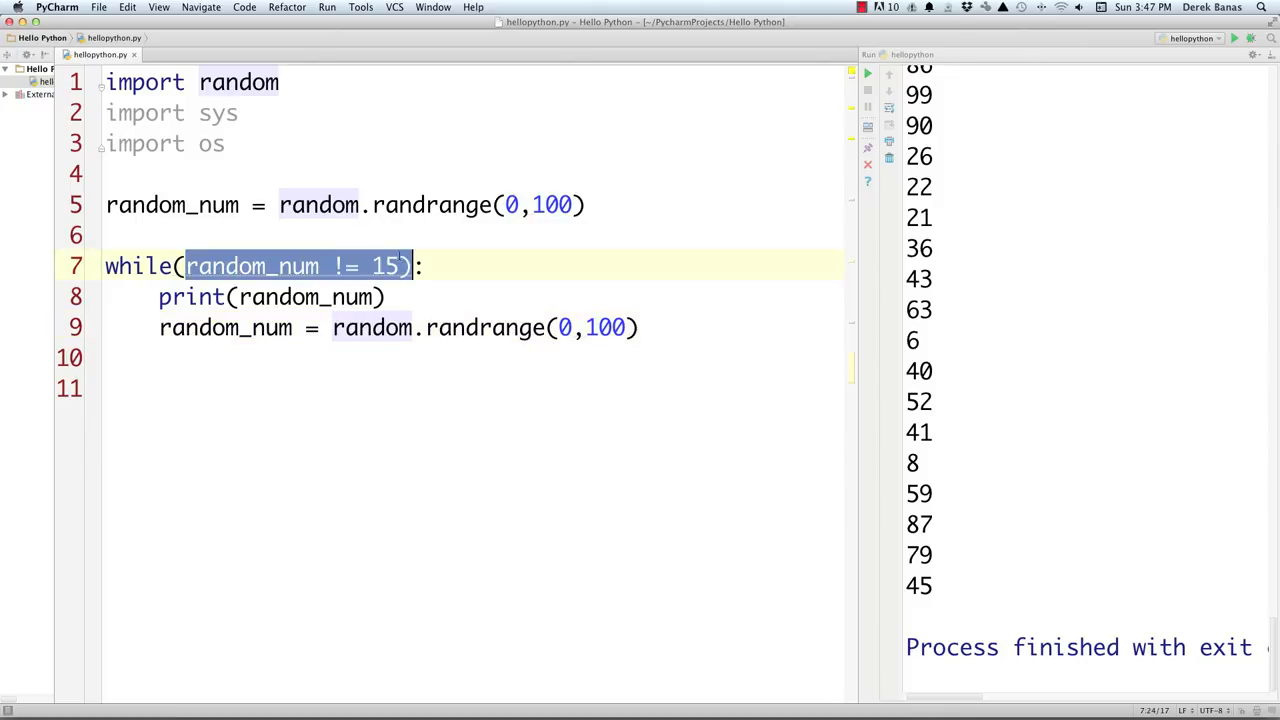 PyCharm File Edit View Navigate Code Refactor Run Tools VCS Window Help 10 Sun 3:47 PM Derek Banas
hellopython.py – [~/PycharmProjects/Hello Python]
Hello Python hellopython.py hellopython
hellopython.py Run hellopython
Hello P
hell
Externa
1 import random
2 import sys
3 import os
4
5 random_num = random.randrange(0,100)
6
7 while(random_num != 15):
8 print(random_num)
9 random_num = random.randrange(0,100)
10
11
86
99
90
26
22
21
36
43
63
6
40
52
41
8
59
87
79
45
Process finished with exit
7:24/17 LF UTF-8